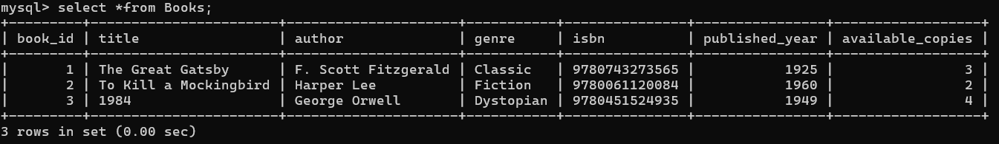 mysql> select *from Books;
+---------+-----------------------+---------------------+-----------+---------------+----------------+------------------+
| book_id | title                 | author              | genre     | isbn          | published_year | available_copies |
+---------+-----------------------+---------------------+-----------+---------------+----------------+------------------+
|       1 | The Great Gatsby      | F. Scott Fitzgerald | Classic   | 9780743273565 |           1925 |                3 |
|       2 | To Kill a Mockingbird | Harper Lee          | Fiction   | 9780061120084 |           1960 |                2 |
|       3 | 1984                  | George Orwell       | Dystopian | 9780451524935 |           1949 |                4 |
+---------+-----------------------+---------------------+-----------+---------------+----------------+------------------+
3 rows in set (0.00 sec)